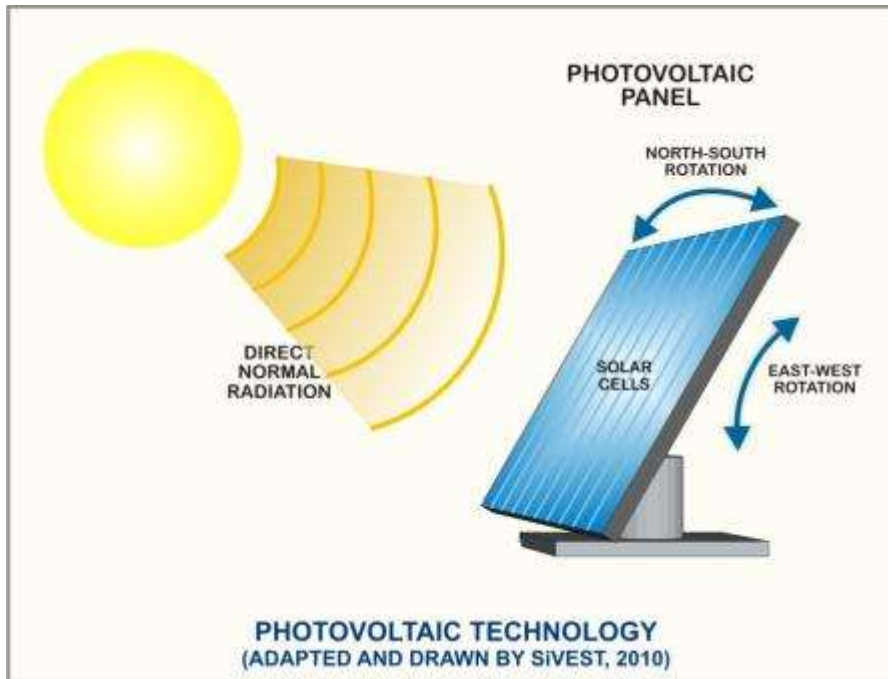 PHOTOVOLTAIC
PANEL
NORTH-SOUTH
ROTATION
DIRECT
NORMAL
RADIATION
SOLAR
CELLS
EAST-WEST
ROTATION
PHOTOVOLTAIC TECHNOLOGY
(ADAPTED AND DRAWN BY SiVEST, 2010)